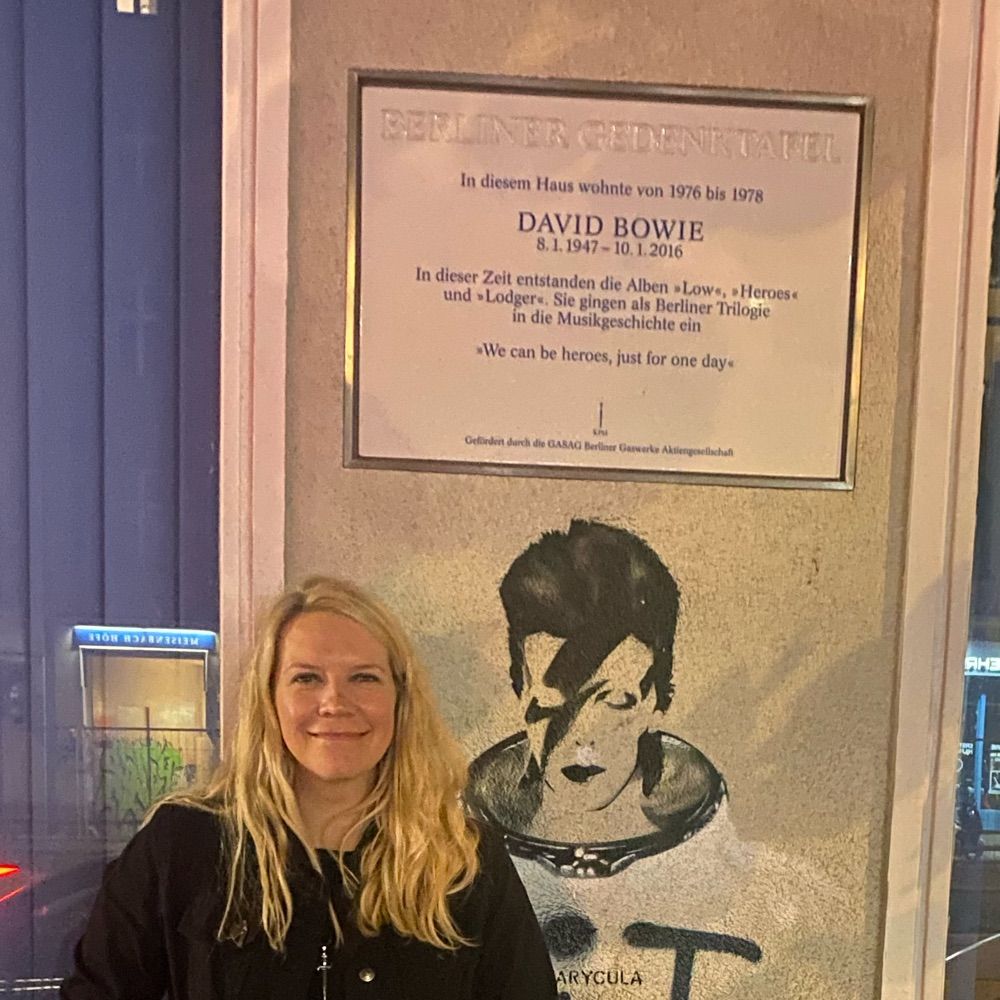 BERLINER GEDENKTAFEL
In diesem Haus wohnte von 1976 bis 1978
DAVID BOWIE
8. 1. 1947 – 10. 1. 2016
In dieser Zeit entstanden die Alben »Low«, »Heroes«
und »Lodger«. Sie gingen als Berliner Trilogie
in die Musikgeschichte ein
»We can be heroes, just for one day«
KPM
Gefördert durch die GASAG Berliner Gaswerke Aktiengesellschaft
MEISENBACH HÖFE
ARYCULA